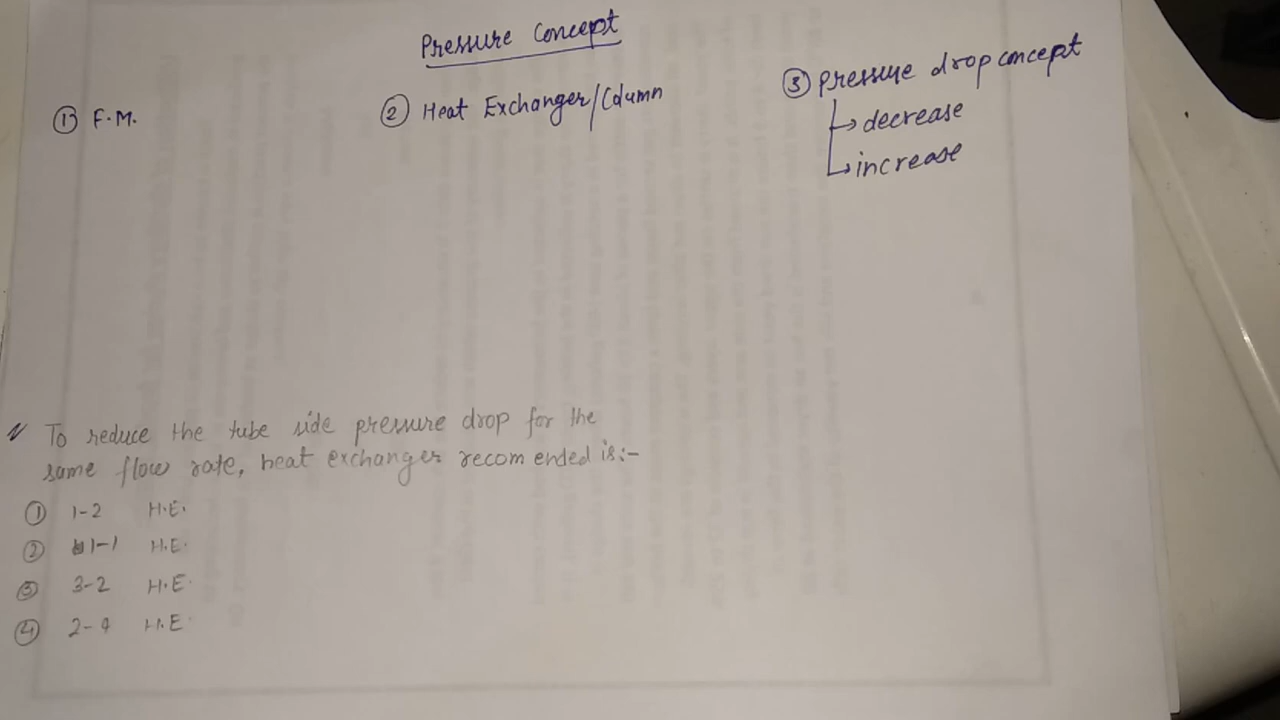 Pressure Concept
① F.M.
② Heat Exchanger/Column
③ Pressure drop concept
↳ decrease
↳ increase
To reduce the tube side pressure drop for the
same flow rate, heat exchanger recomended is:-
① 1-2 H.E.
② 1-1 H.E.
③ 3-2 H.E.
④ 2-4 H.E.